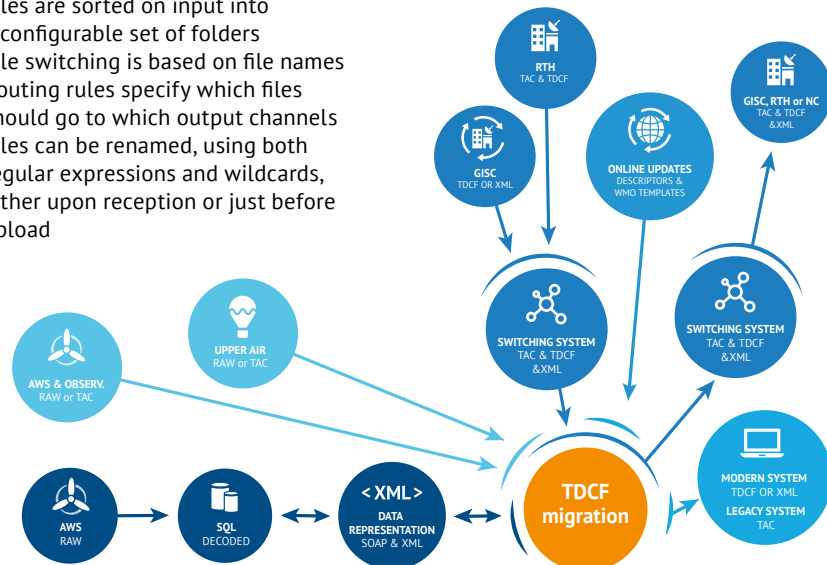 les are sorted on input into
configurable set of folders
le switching is based on file names
outing rules specify which files
hould go to which output channels
les can be renamed, using both
egular expressions and wildcards,
ther upon reception or just before
pload
RTH
TAC & TDCF
GISC, RTH or NC
TAC & TDCF
&XML
GISC
TDCF OR XML
ONLINE UPDATES
DESCRIPTORS &
WMO TEMPLATES
SWITCHING SYSTEM
TAC & TDCF
&XML
SWITCHING SYSTEM
TAC & TDCF
&XML
UPPER AIR
RAW or TAC
AWS & OBSERV.
RAW or TAC
AWS
RAW
SQL
DECODED
< XML >
DATA
REPRESENTATION
SOAP & XML
TDCF
migration
MODERN SYSTEM
TDCF OR XML
LEGACY SYSTEM
TAC